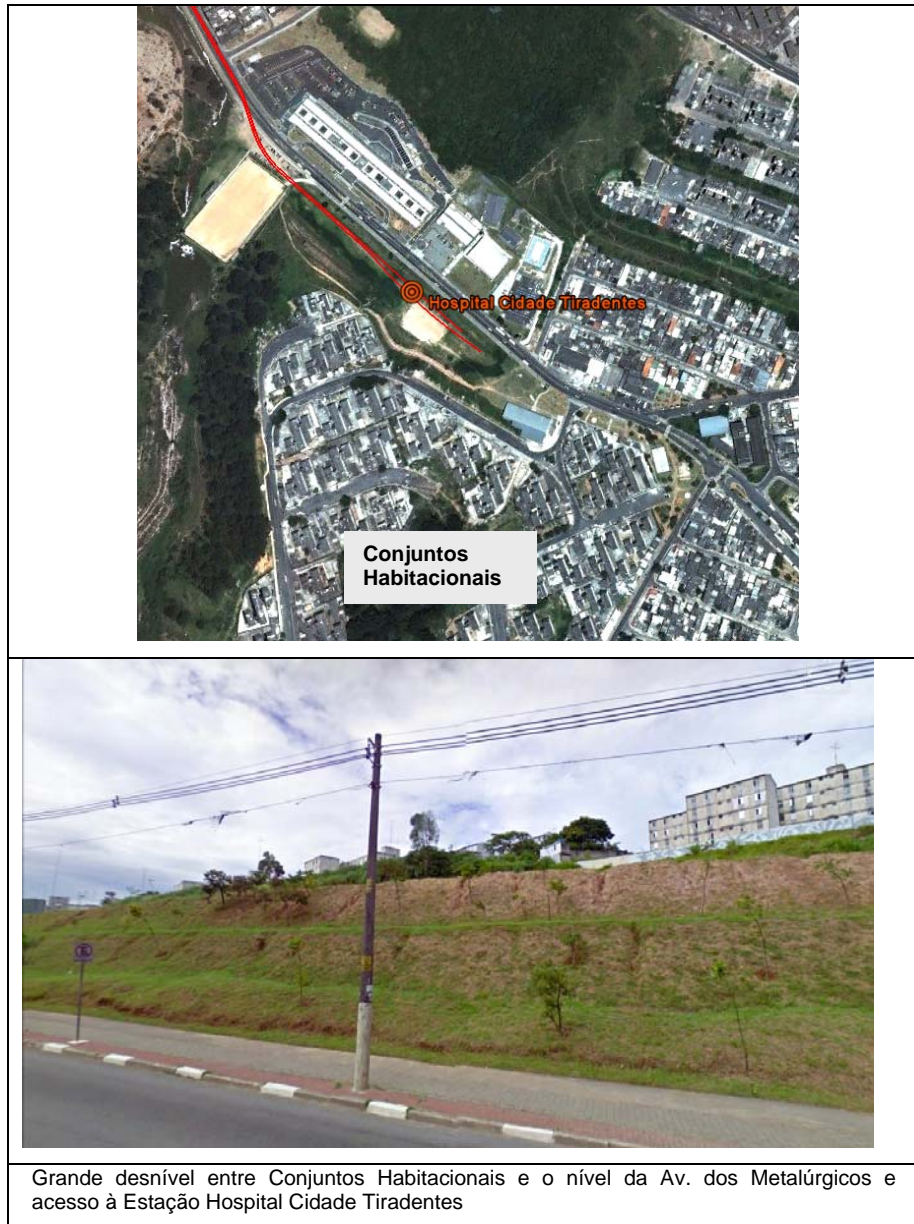 Hospital Cidade Tiradentes
Conjuntos
Habitacionais
Grande desnível entre Conjuntos Habitacionais e o nível da Av. dos Metalúrgicos e
acesso à Estação Hospital Cidade Tiradentes